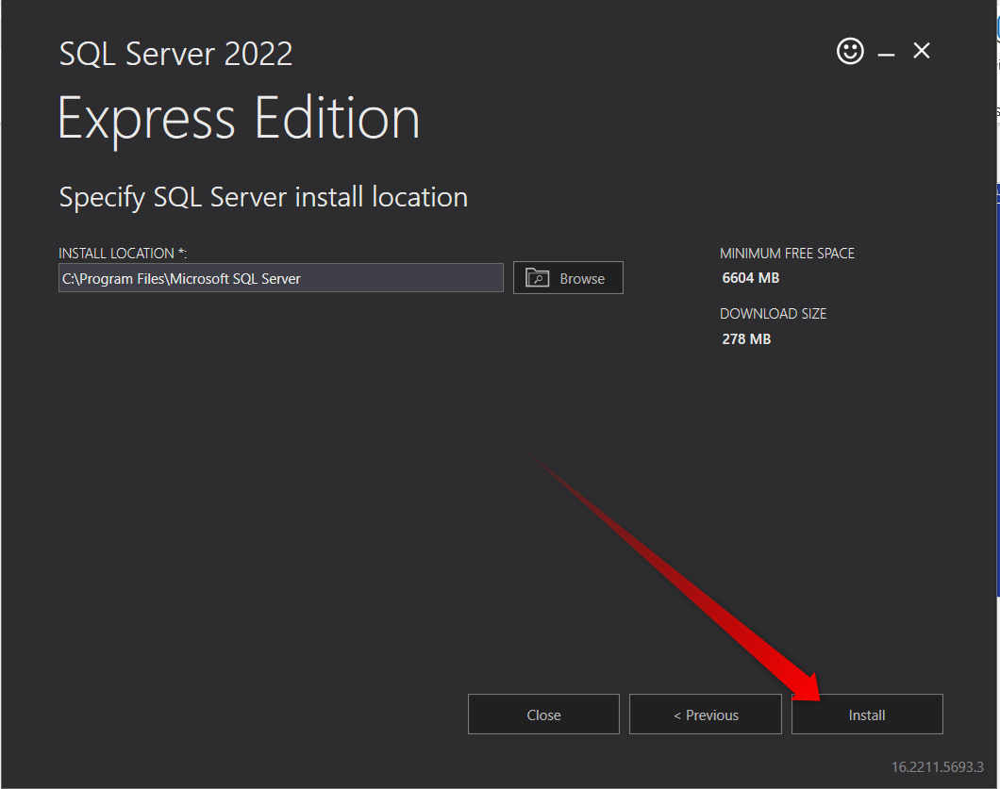 SQL Server 2022
Express Edition
Specify SQL Server install location
INSTALL LOCATION *:
C:\Program Files\Microsoft SQL Server
Browse
MINIMUM FREE SPACE
6604 MB
DOWNLOAD SIZE
278 MB
Close
< Previous
Install
16.2211.5693.3